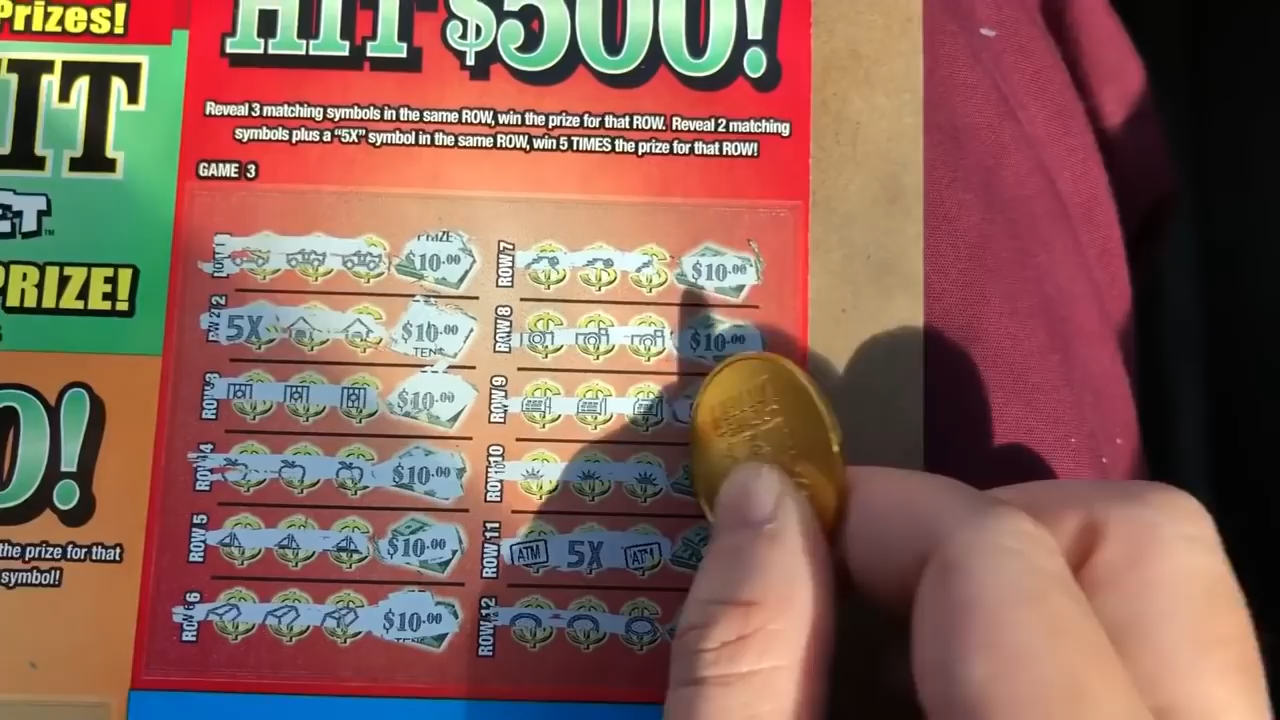 Prizes!
IT
PRIZE!
0!
the prize for that
symbol!
HIT $500!
Reveal 3 matching symbols in the same ROW, win the prize for that ROW. Reveal 2 matching
symbols plus a "5X" symbol in the same ROW, win 5 TIMES the prize for that ROW!
GAME 3
PRIZE
$10.00
5X
$10.00
TEN$
ROW 3
$10.00
ROW 4
$10.00
ROW 5
$10.00
$10.00
ROW 7
$10.00
ROW 8
$10.00
ROW 9
ROW 10
ROW 11
ATM
5X
ATM
ROW 12